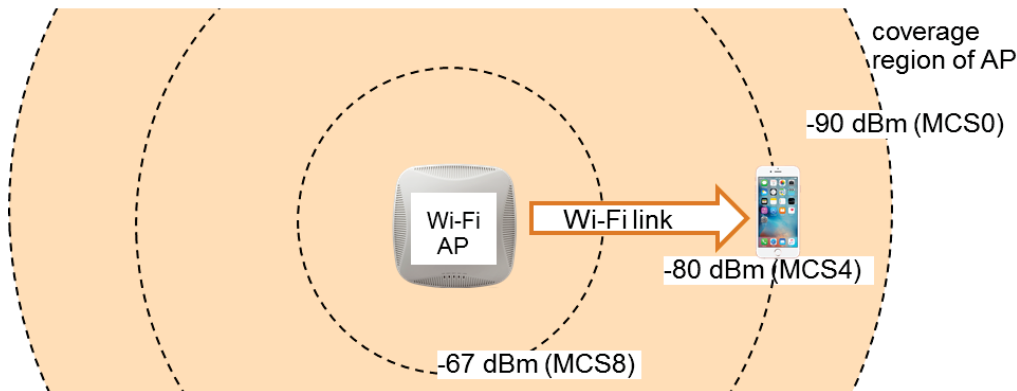 coverage
region of AP
-90 dBm (MCS0)
Wi-Fi
AP
Wi-Fi link
-80 dBm (MCS4)
-67 dBm (MCS8)